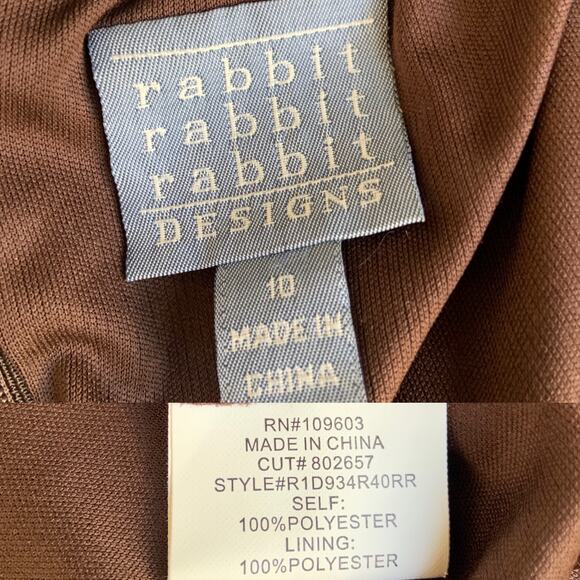 rabbit
rabbit
rabbit
DESIGNS
10
MADE IN
CHINA
RN#109603
MADE IN CHINA
CUT# 802657
STYLE#R1D934R40RR
SELF:
100%POLYESTER
LINING:
100%POLYESTER